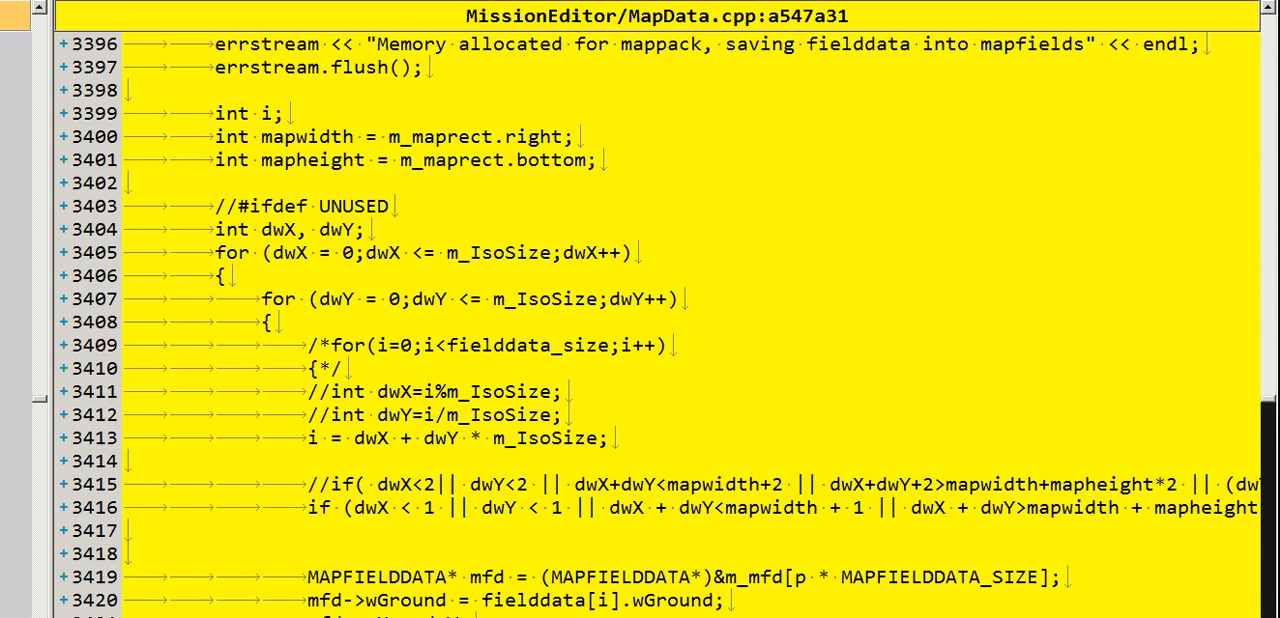 MissionEditor/MapData.cpp:a547a31
+3396 errstream << "Memory allocated for mappack, saving fielddata into mapfields" << endl;
+3397 errstream.flush();
+3398
+3399 int i;
+3400 int mapwidth = m_maprect.right;
+3401 int mapheight = m_maprect.bottom;
+3402
+3403 //#ifdef UNUSED
+3404 int dwX, dwY;
+3405 for (dwX = 0;dwX <= m_IsoSize;dwX++)
+3406 {
+3407 for (dwY = 0;dwY <= m_IsoSize;dwY++)
+3408 {
+3409 /*for(i=0;i<fielddata_size;i++)
+3410 {*/
+3411 //int dwX=i%m_IsoSize;
+3412 //int dwY=i/m_IsoSize;
+3413 i = dwX + dwY * m_IsoSize;
+3414
+3415 //if( dwX<2|| dwY<2 || dwX+dwY<mapwidth+2 || dwX+dwY+2>mapwidth+mapheight*2 || (dw
+3416 if (dwX < 1 || dwY < 1 || dwX + dwY<mapwidth + 1 || dwX + dwY>mapwidth + mapheight
+3417
+3418
+3419 MAPFIELDDATA* mfd = (MAPFIELDDATA*)&m_mfd[p * MAPFIELDDATA_SIZE];
+3420 mfd->wGround = fielddata[i].wGround;